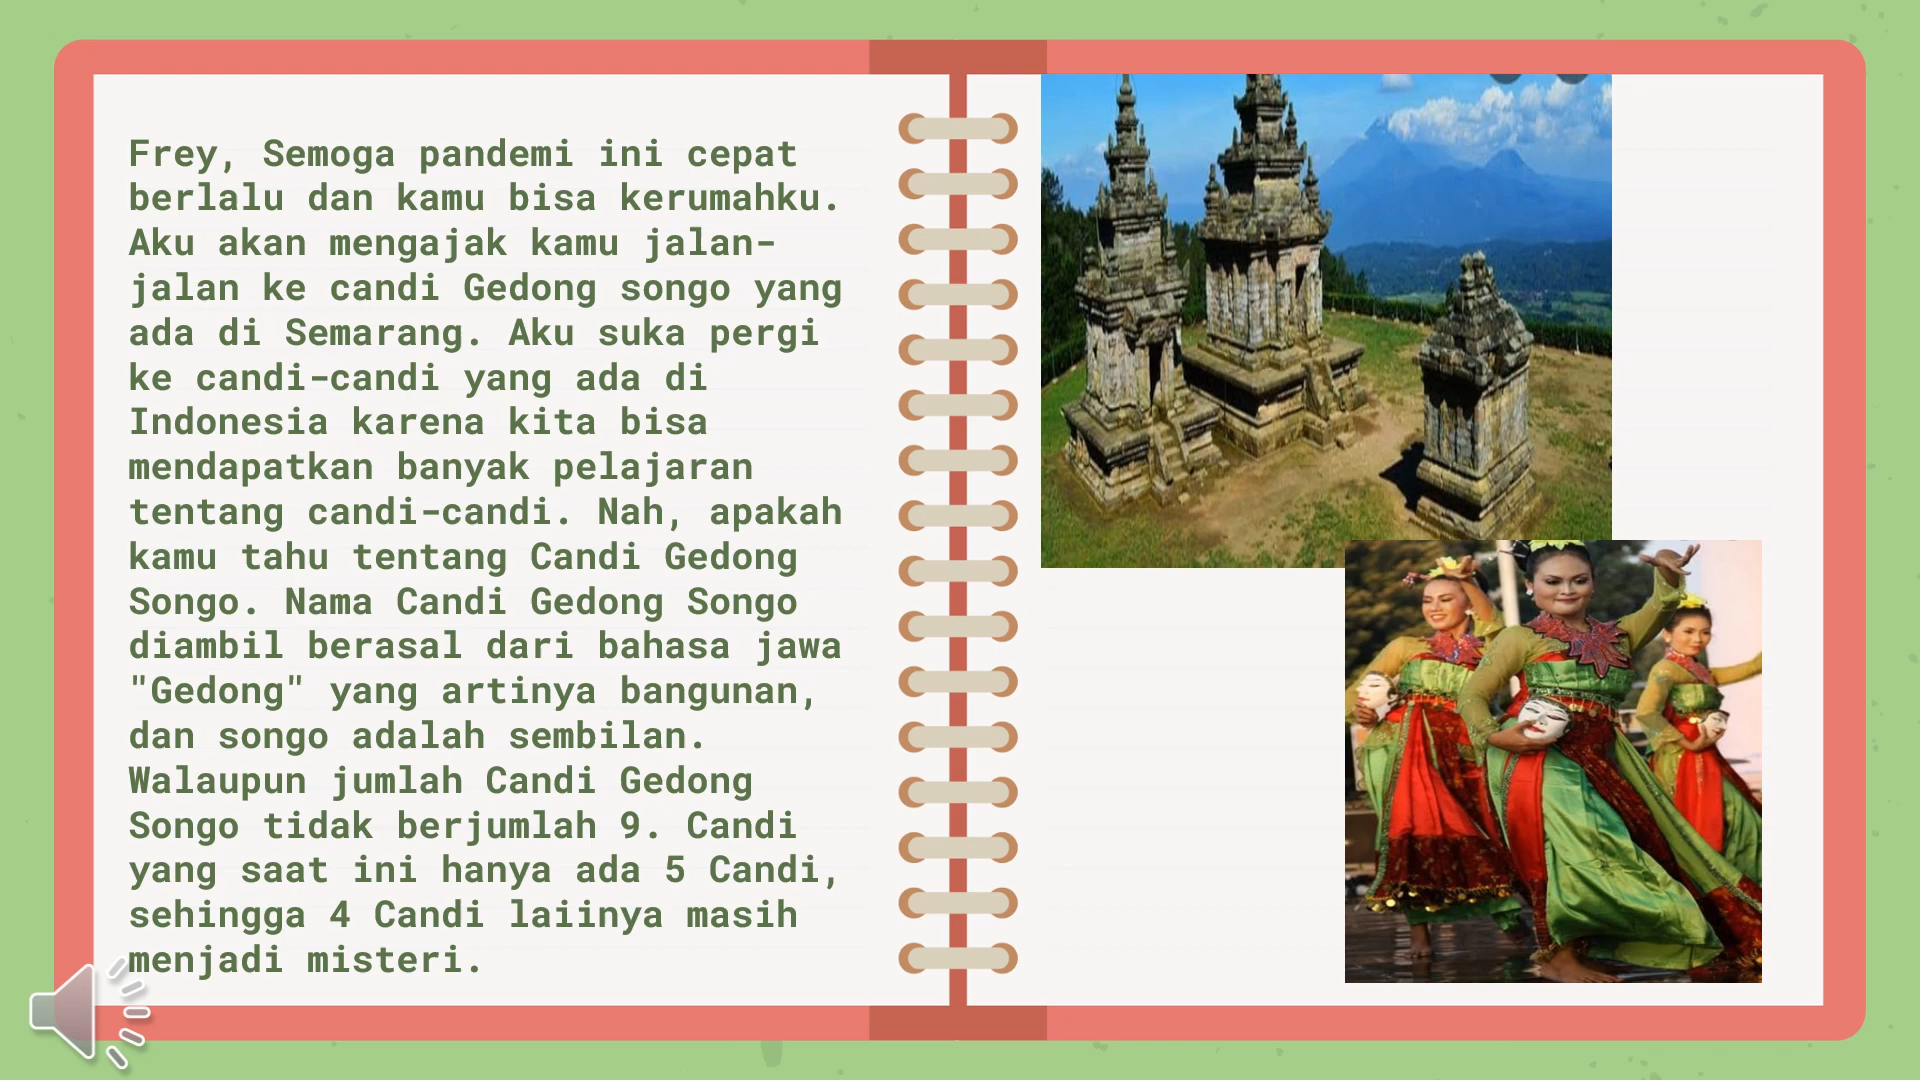 Frey, Semoga pandemi ini cepat
berlalu dan kamu bisa kerumahku.
Aku akan mengajak kamu jalan-
jalan ke candi Gedong songo yang
ada di Semarang. Aku suka pergi
ke candi-candi yang ada di
Indonesia karena kita bisa
mendapatkan banyak pelajaran
tentang candi-candi. Nah, apakah
kamu tahu tentang Candi Gedong
Songo. Nama Candi Gedong Songo
diambil berasal dari bahasa jawa
"Gedong" yang artinya bangunan,
dan songo adalah sembilan.
Walaupun jumlah Candi Gedong
Songo tidak berjumlah 9. Candi
yang saat ini hanya ada 5 Candi,
sehingga 4 Candi laiinya masih
menjadi misteri.